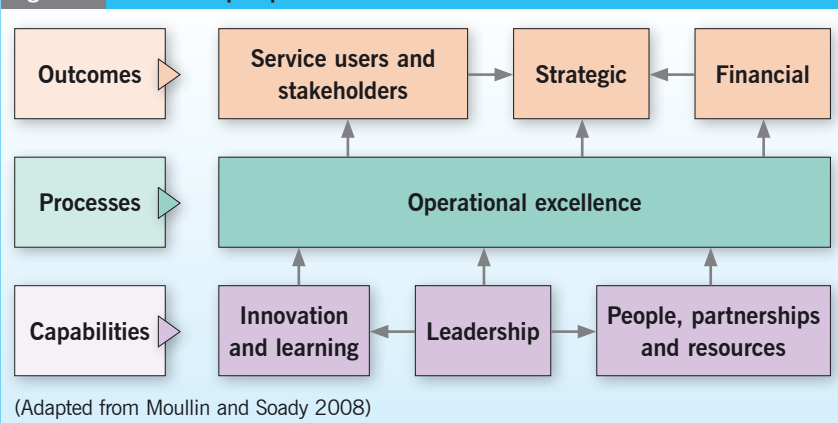 Outcomes
Service users and
stakeholders
Strategic
Financial
Processes
Operational excellence
Capabilities
Innovation
and learning
Leadership
People, partnerships
and resources
(Adapted from Moullin and Soady 2008)